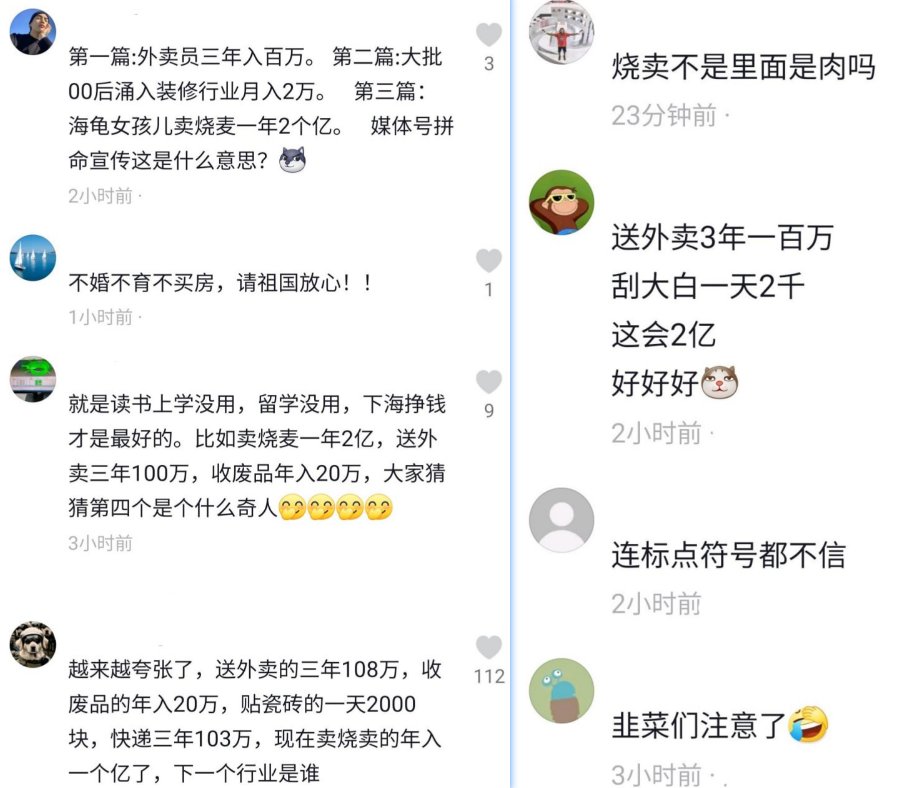 第一篇:外卖员三年入百万。 第二篇:大批
00后涌入装修行业月入2万。 第三篇：
海龟女孩儿卖烧麦一年2个亿。 媒体号拼
命宣传这是什么意思？
3
2小时前 ·
不婚不育不买房，请祖国放心！！
1
1小时前 ·
就是读书上学没用，留学没用，下海挣钱
才是最好的。比如卖烧麦一年2亿，送外
卖三年100万，收废品年入20万，大家猜
猜第四个是个什么奇人
9
3小时前
越来越夸张了，送外卖的三年108万，收
废品的年入20万，贴瓷砖的一天2000
块，快递三年103万，现在卖烧卖的年入
一个亿了，下一个行业是谁
112
烧卖不是里面是肉吗
23分钟前 ·
送外卖3年一百万
刮大白一天2千
这会2亿
好好好
2小时前 ·
连标点符号都不信
2小时前
韭菜们注意了
3小时前 ·